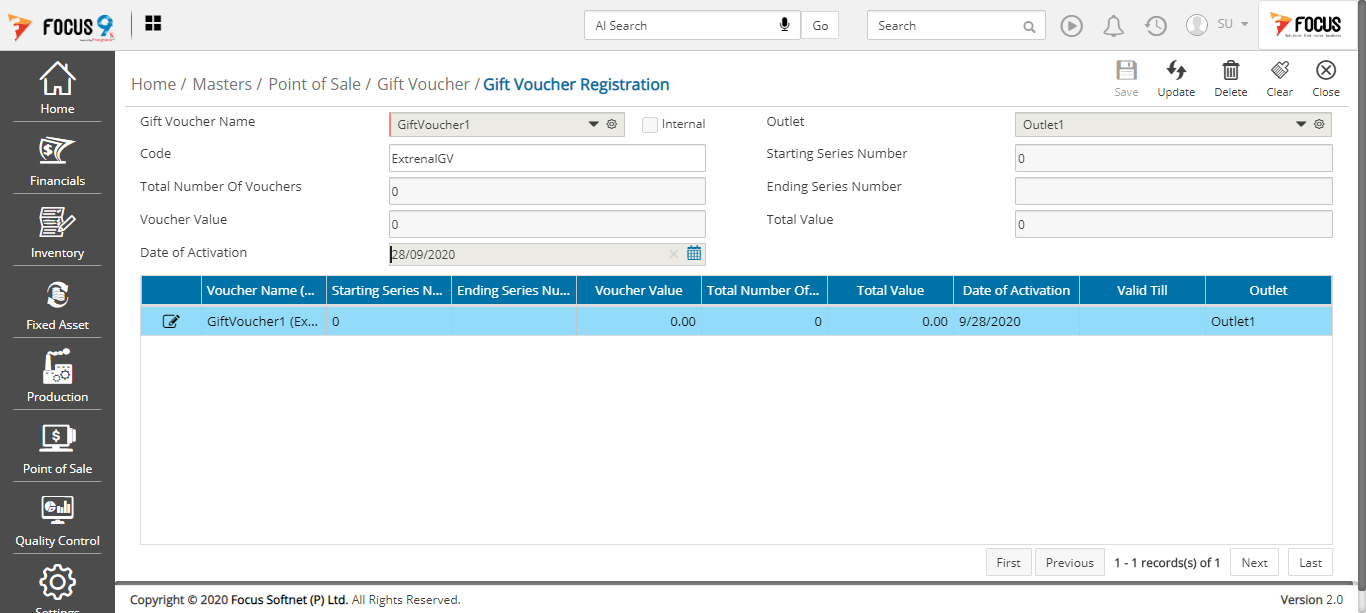 FOCUS 9
AI Search
Go
Search
SU
FOCUS
Home
Financials
Inventory
Fixed Asset
Production
Point of Sale
Quality Control
Settings
Home / Masters / Point of Sale / Gift Voucher / Gift Voucher Registration
Save Update Delete Clear Close
Gift Voucher Name GiftVoucher1 Internal Outlet Outlet1
Code ExtrenalGV Starting Series Number 0
Total Number Of Vouchers 0 Ending Series Number
Voucher Value 0 Total Value 0
Date of Activation 28/09/2020
Voucher Name (... Starting Series N... Ending Series Nu... Voucher Value Total Number Of... Total Value Date of Activation Valid Till Outlet
GiftVoucher1 (Ex... 0 0.00 0 0.00 9/28/2020 Outlet1
First Previous 1 - 1 records(s) of 1 Next Last
Copyright © 2020 Focus Softnet (P) Ltd. All Rights Reserved. Version 2.0